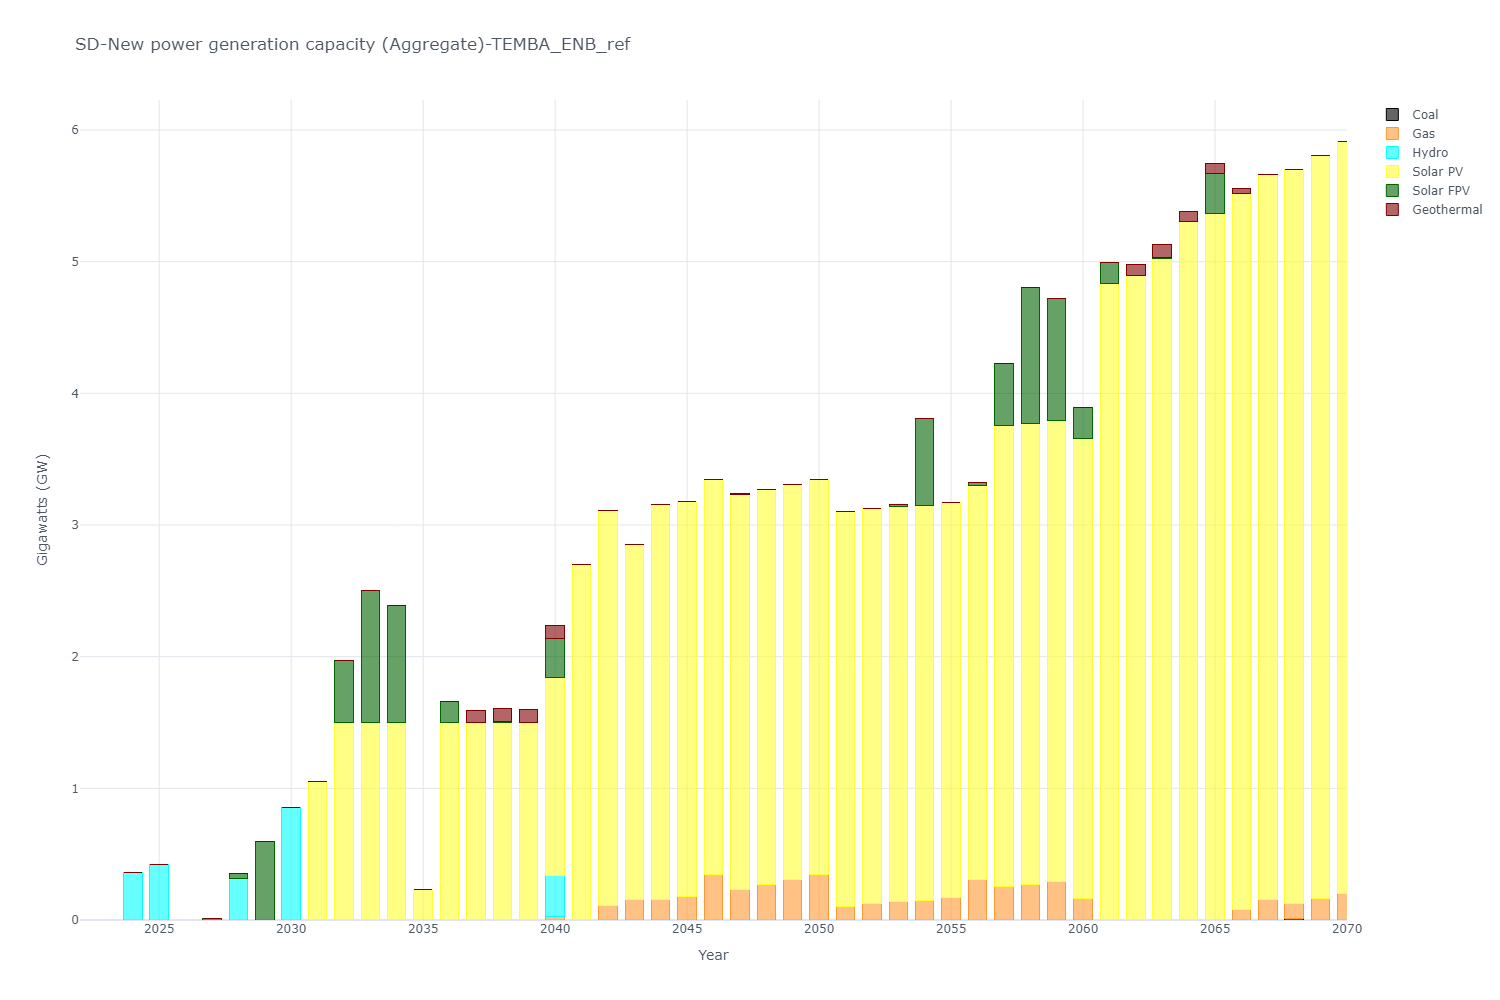 SD-New power generation capacity (Aggregate)-TEMBA_ENB_ref
Coal
Gas
Hydro
Solar PV
Solar FPV
Geothermal
6
5
4
3
2
1
0
Gigawatts (GW)
2025
2030
2035
2040
2045
2050
2055
2060
2065
2070
Year